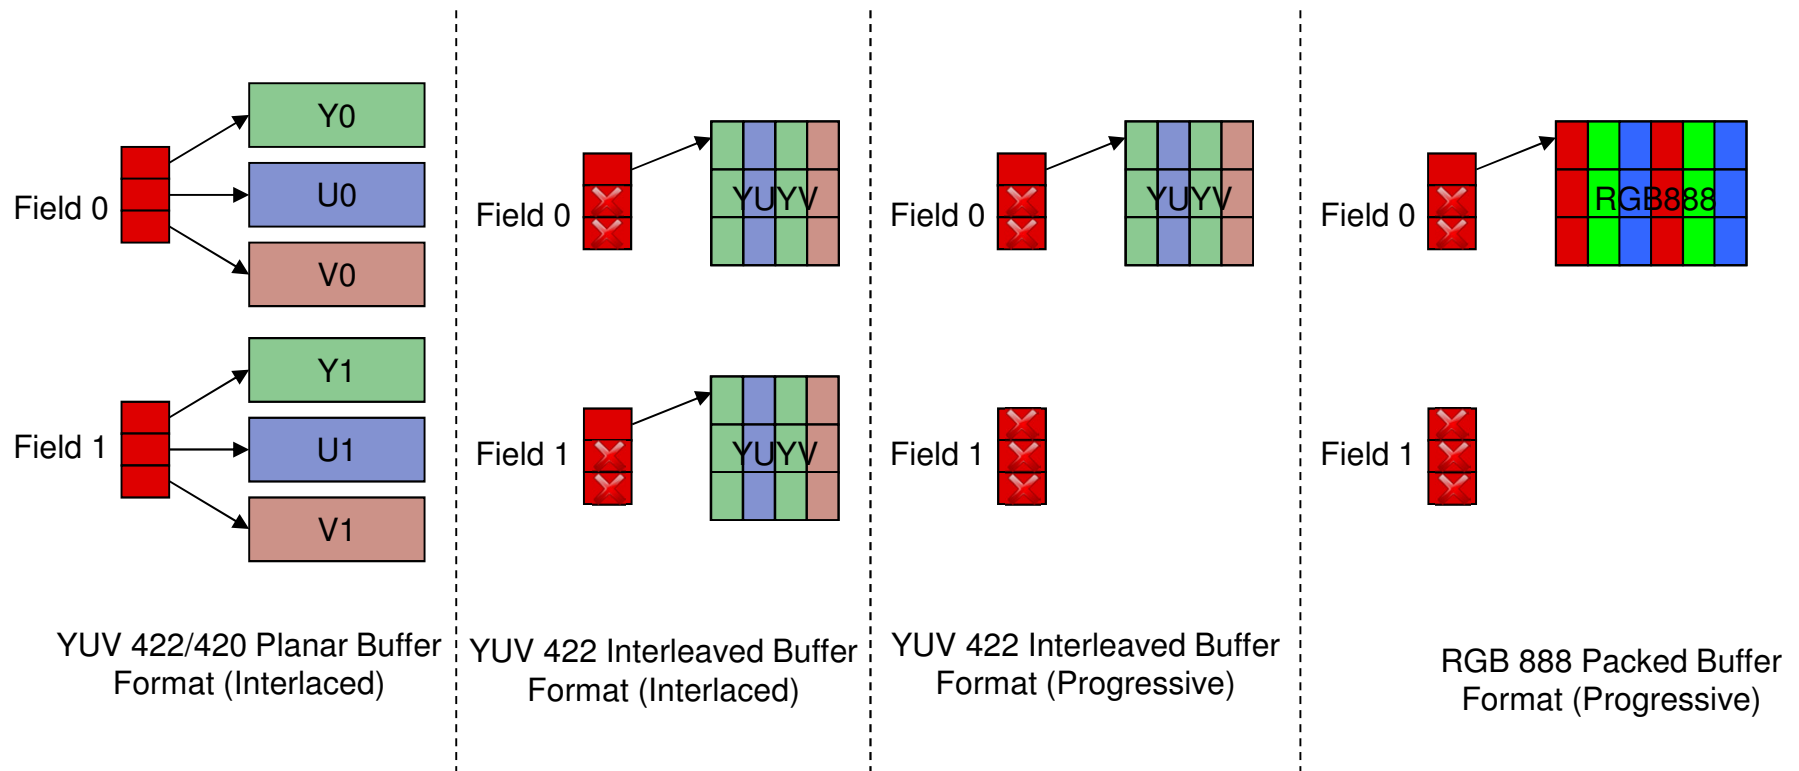 Field 0
Y0
U0
V0
Field 1
Y1
U1
V1
YUV 422/420 Planar Buffer
Format (Interlaced)
Field 0
YUYV
Field 1
YUYV
YUV 422 Interleaved Buffer
Format (Interlaced)
Field 0
YUYV
Field 1
YUV 422 Interleaved Buffer
Format (Progressive)
Field 0
RGB888
Field 1
RGB 888 Packed Buffer
Format (Progressive)